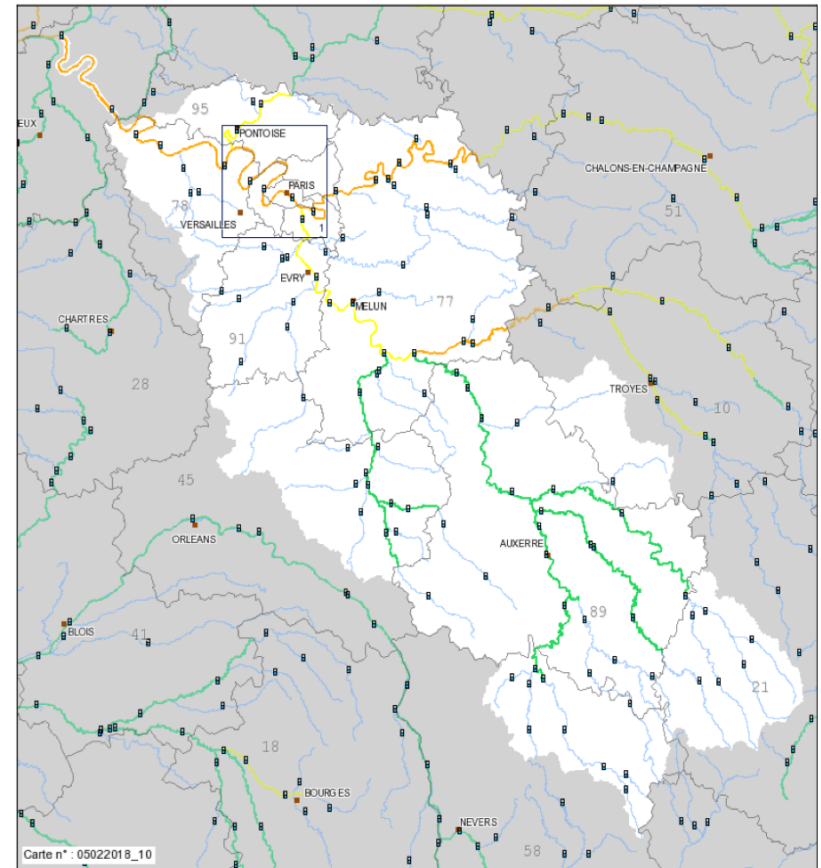 95
EUX
PONTOISE
CHALONS-EN-CHAMPAGNE
PARIS
78
51
VERSAILLES
1
EVRY
MELUN
77
CHARTRES
91
28
TROYES
10
45
ORLEANS
AUXERRE
89
BLOIS
41
21
18
BOURGES
NEVERS
58
Carte n° : 05022018_10